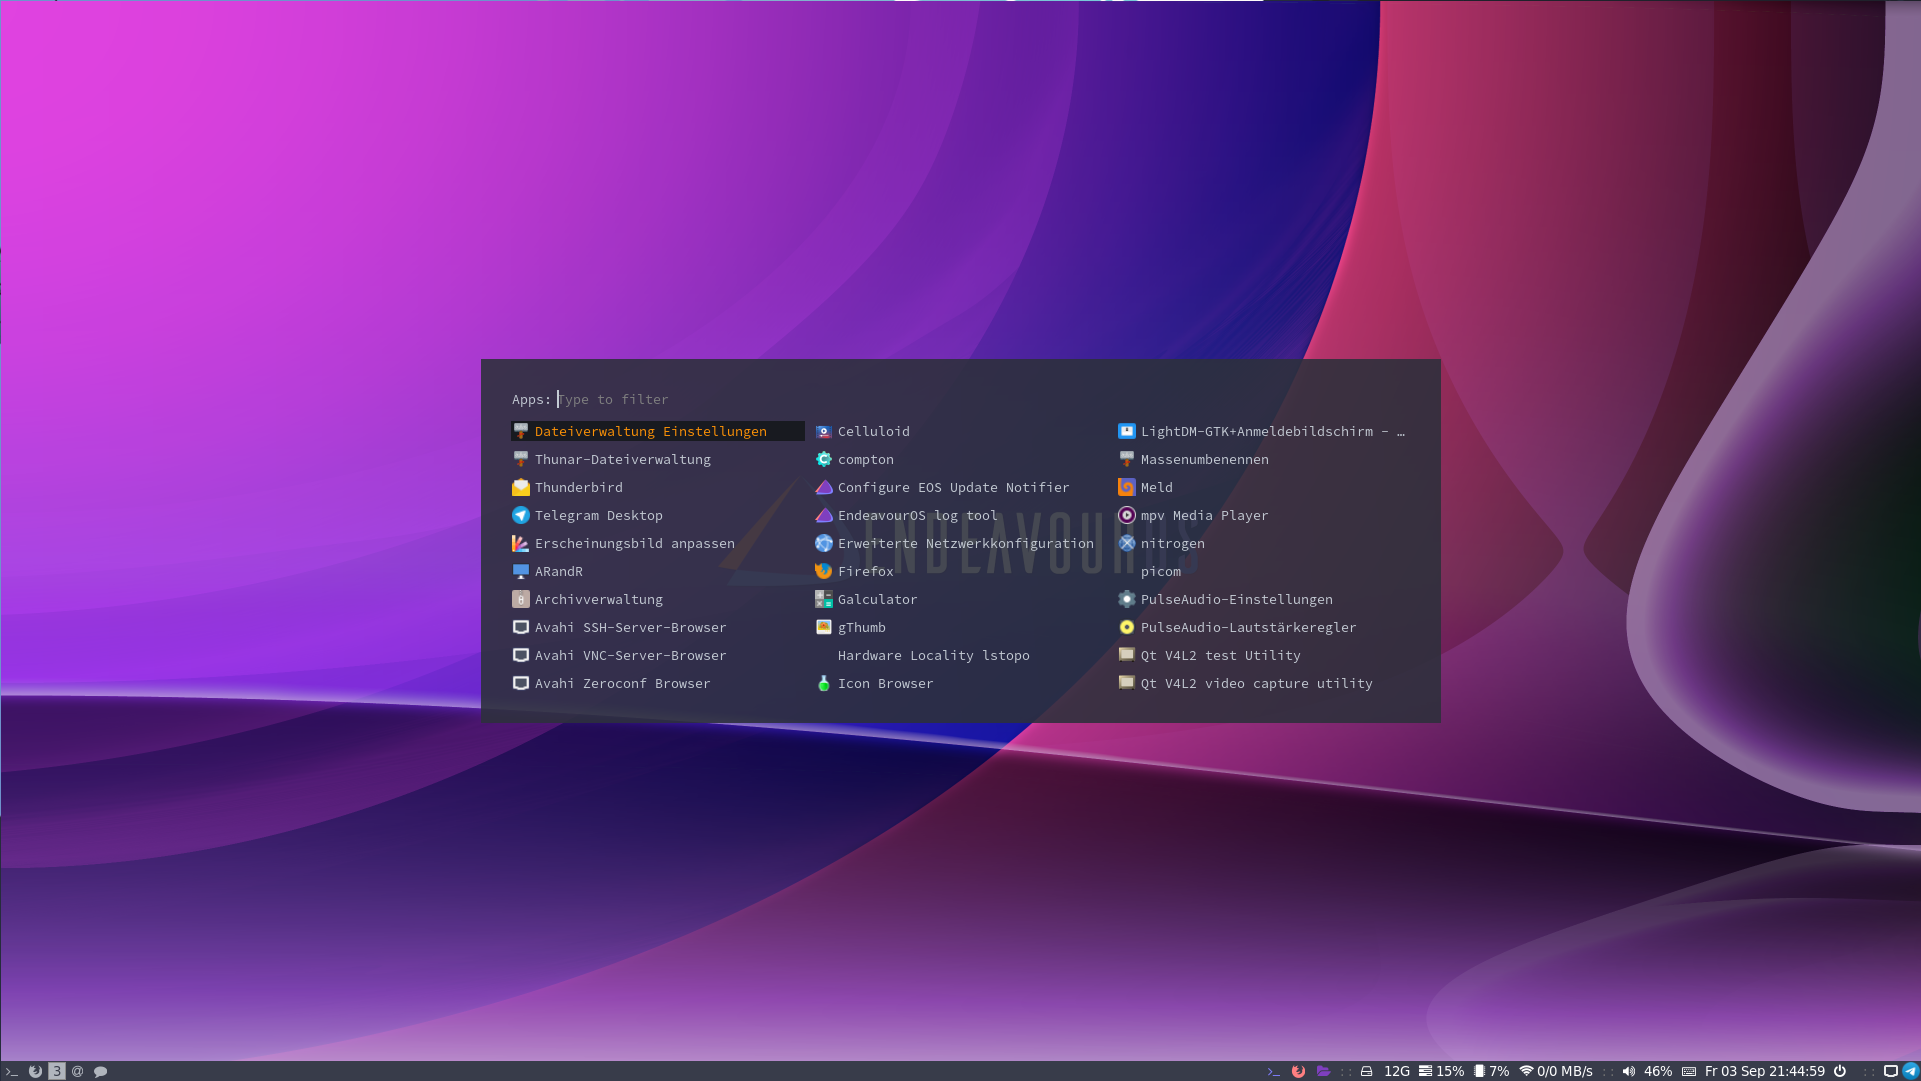 Apps: Type to filter
Dateiverwaltung Einstellungen
Thunar-Dateiverwaltung
Thunderbird
Telegram Desktop
Erscheinungsbild anpassen
ARandR
Archivverwaltung
Avahi SSH-Server-Browser
Avahi VNC-Server-Browser
Avahi Zeroconf Browser
Celluloid
compton
Configure EOS Update Notifier
EndeavourOS log tool
Erweiterte Netzwerkkonfiguration
Firefox
Galculator
gThumb
Hardware Locality lstopo
Icon Browser
LightDM-GTK+Anmeldebildschirm - …
Massenumbenennen
Meld
mpv Media Player
nitrogen
picom
PulseAudio-Einstellungen
PulseAudio-Lautstärkeregler
Qt V4L2 test Utility
Qt V4L2 video capture utility
ENDEAVOUROS
3 @ >_ :: 12G 15% 7% 0/0 MB/s :: 46% Fr 03 Sep 21:44:59 ::